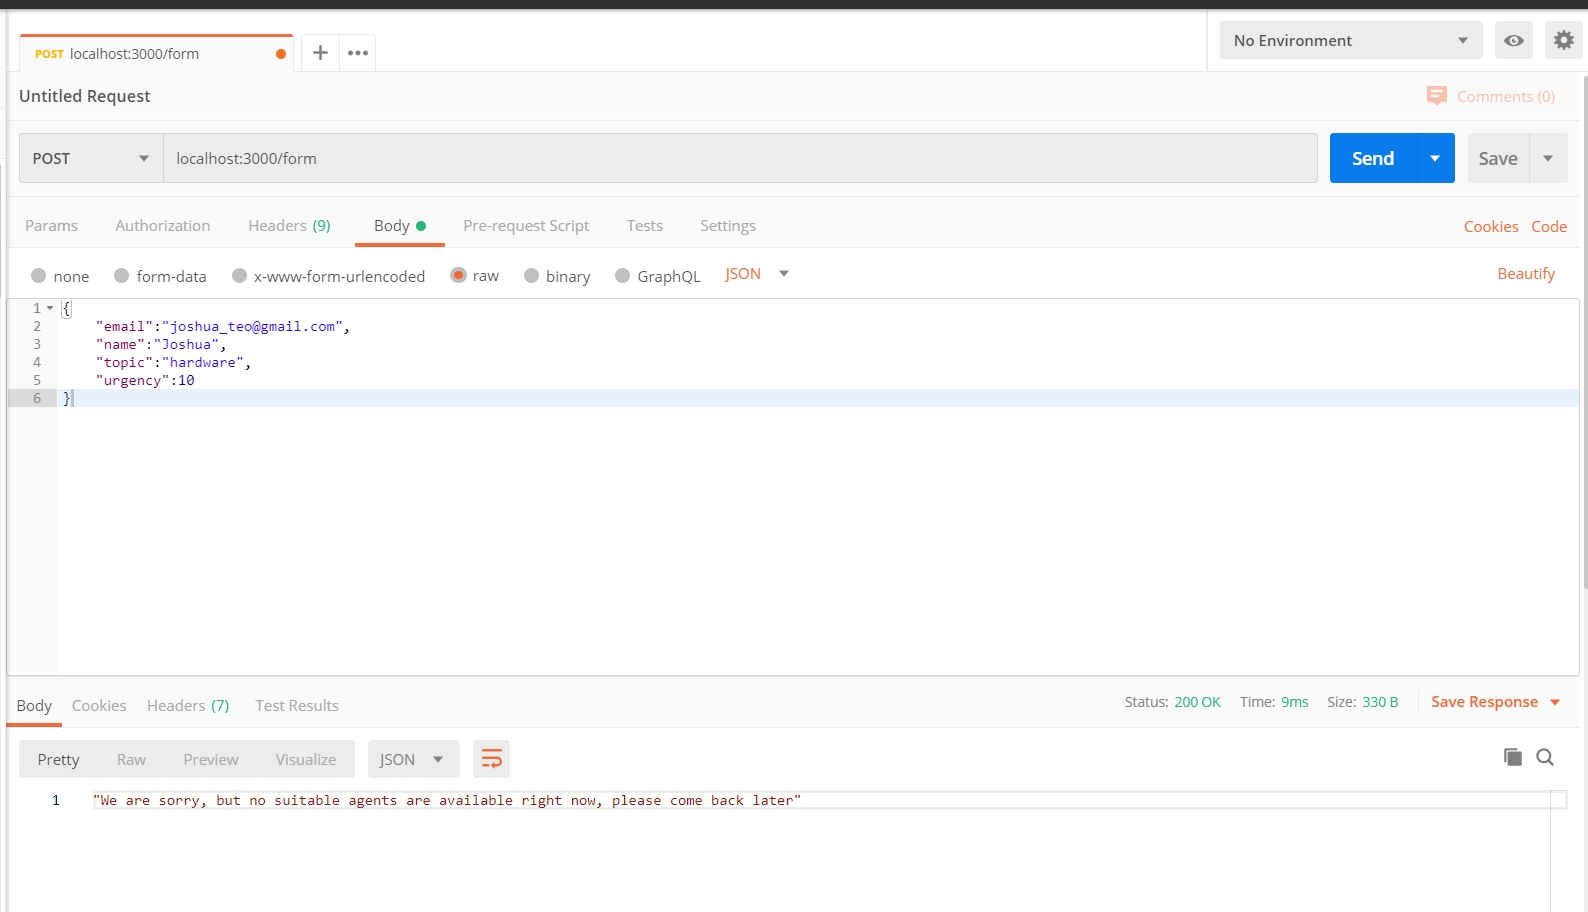 POST localhost:3000/form
No Environment
Untitled Request
Comments (0)
POST localhost:3000/form Send Save
Params Authorization Headers (9) Body Pre-request Script Tests Settings Cookies Code
none form-data x-www-form-urlencoded raw binary GraphQL JSON Beautify
1 {
2 "email":"joshua_teo@gmail.com",
3 "name":"Joshua",
4 "topic":"hardware",
5 "urgency":10
6 }
Body Cookies Headers (7) Test Results Status: 200 OK Time: 9ms Size: 330 B Save Response
Pretty Raw Preview Visualize JSON
1 "We are sorry, but no suitable agents are available right now, please come back later"